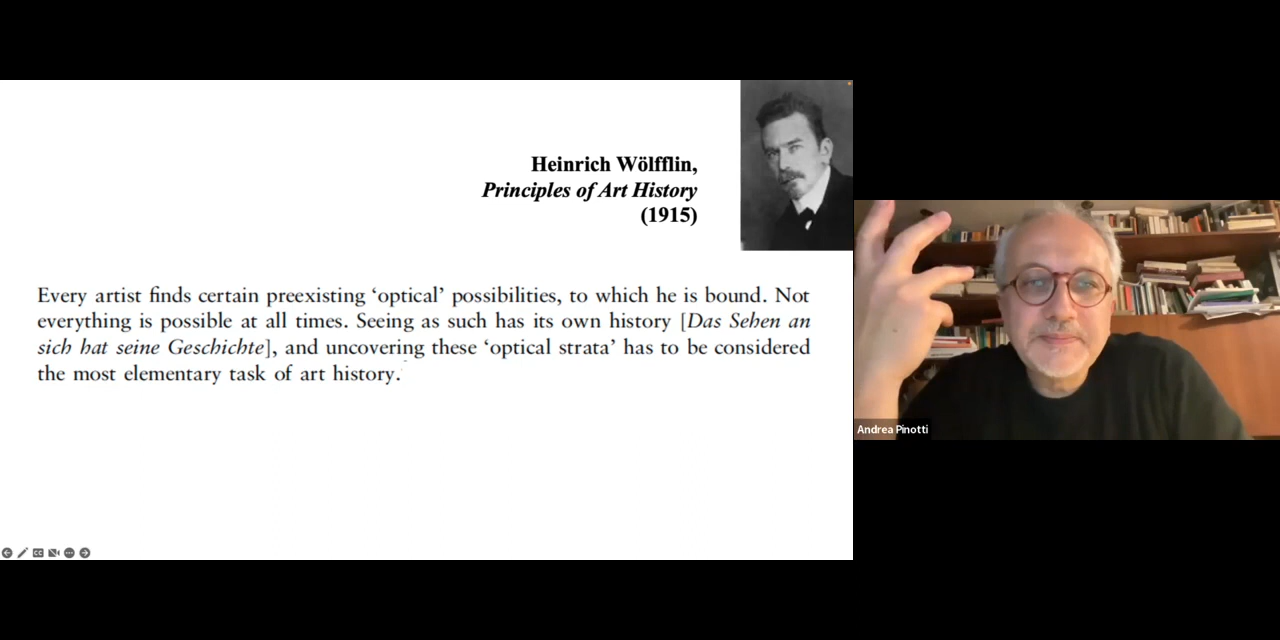 Heinrich Wölfflin,
Principles of Art History
(1915)
Every artist finds certain preexisting ‘optical’ possibilities, to which he is bound. Not
everything is possible at all times. Seeing as such has its own history [Das Sehen an
sich hat seine Geschichte], and uncovering these ‘optical strata’ has to be considered
the most elementary task of art history.
Andrea Pinotti
CC